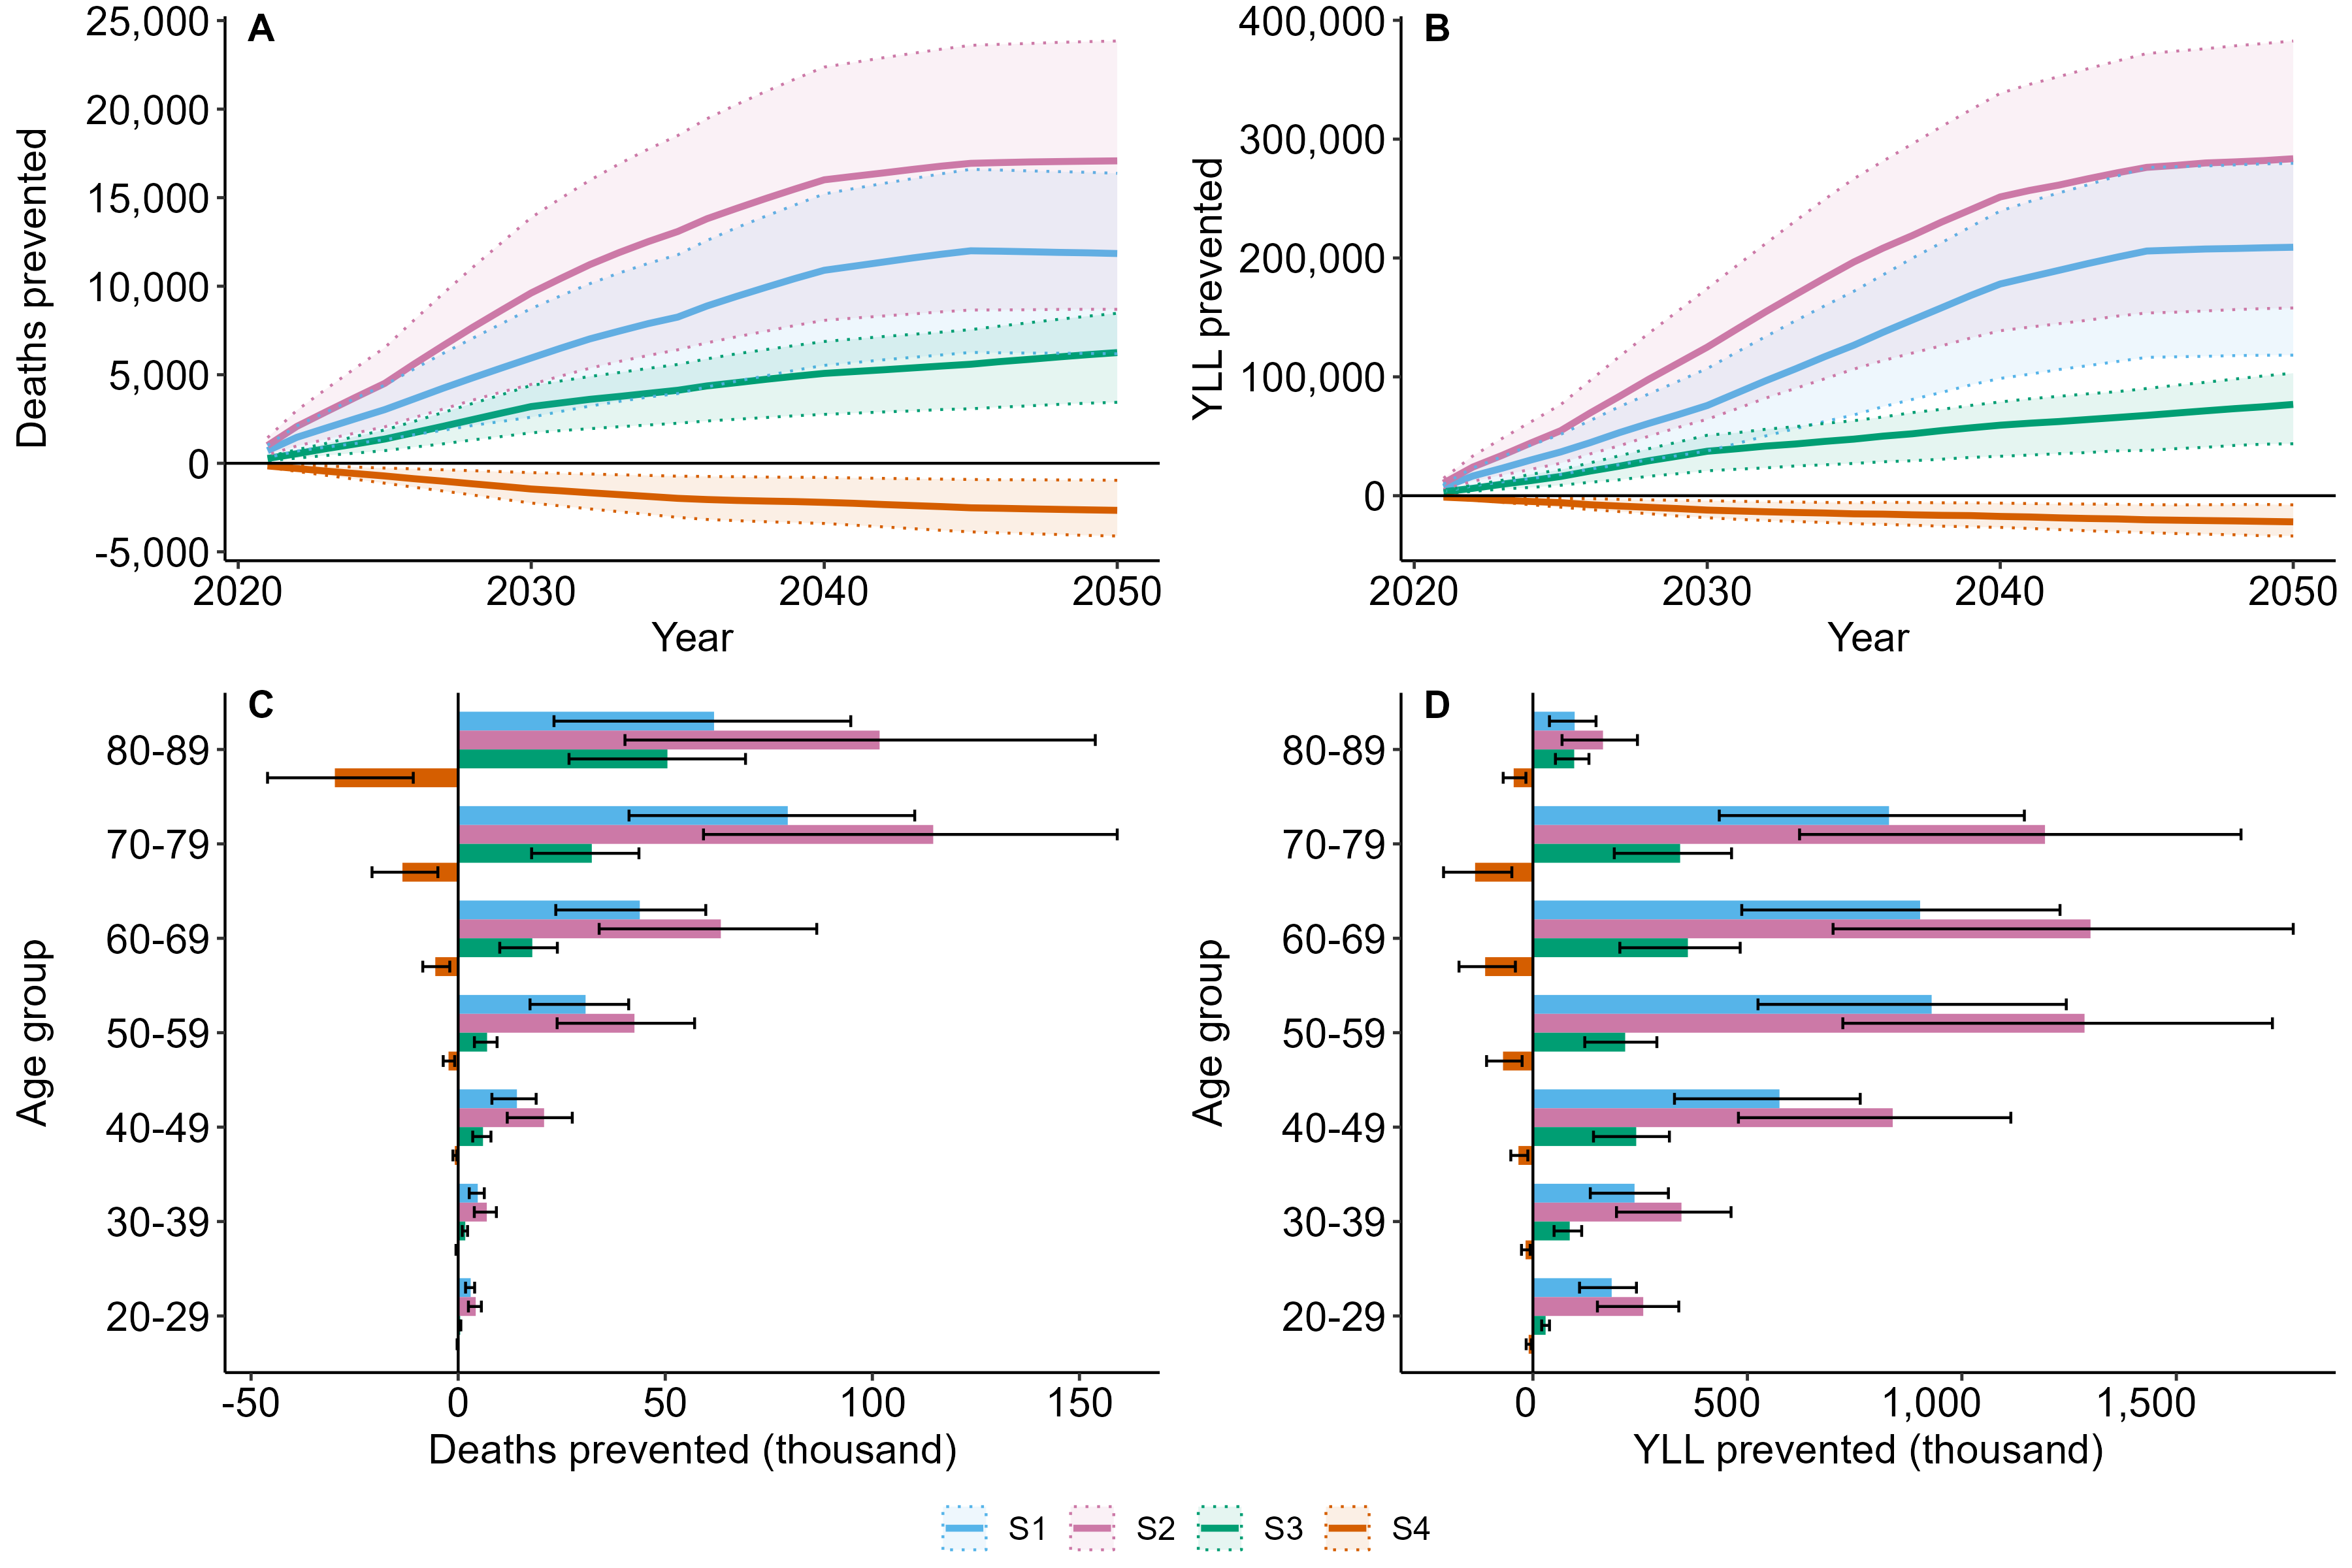 A
25,000
20,000
15,000
10,000
5,000
0
-5,000
Deaths prevented
2020 2030 2040 2050
Year
B
400,000
300,000
200,000
100,000
0
YLL prevented
2020 2030 2040 2050
Year
C
80-89
70-79
60-69
50-59
40-49
30-39
20-29
Age group
-50 0 50 100 150
Deaths prevented (thousand)
D
80-89
70-79
60-69
50-59
40-49
30-39
20-29
Age group
0 500 1,000 1,500
YLL prevented (thousand)
S1 S2 S3 S4